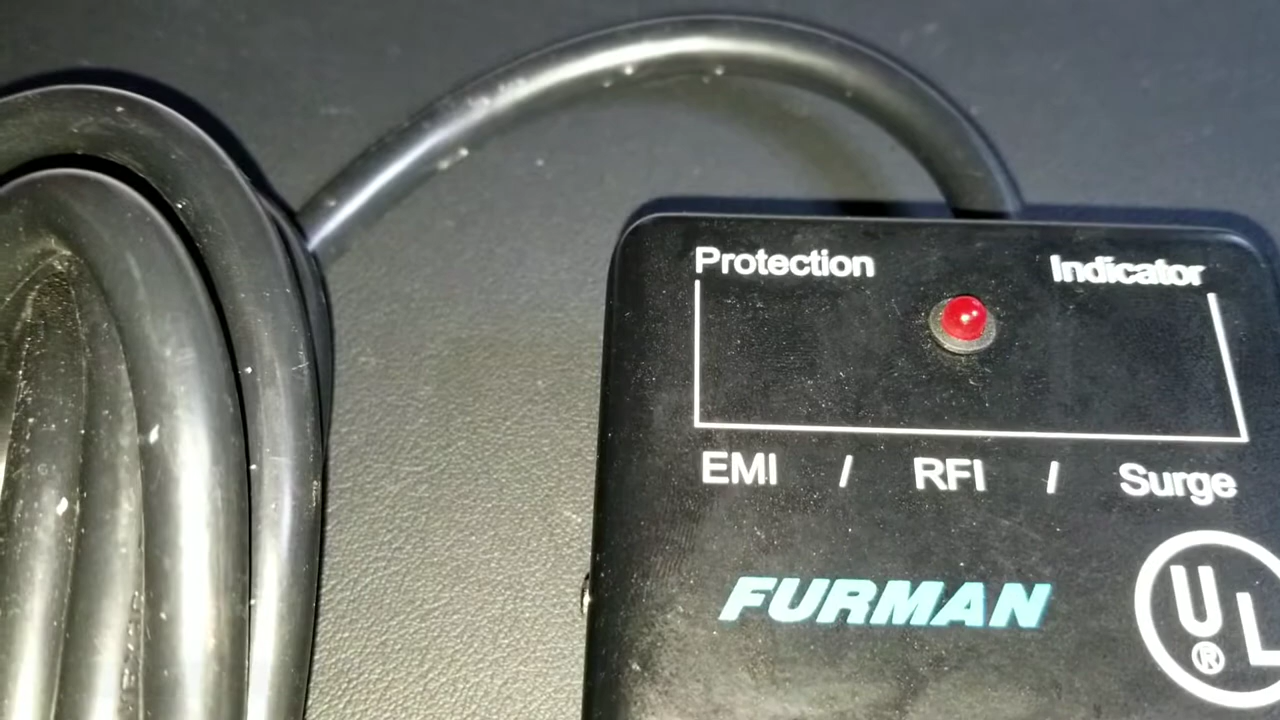 Protection Indicator
EMI / RFI / Surge
FURMAN
UL
®